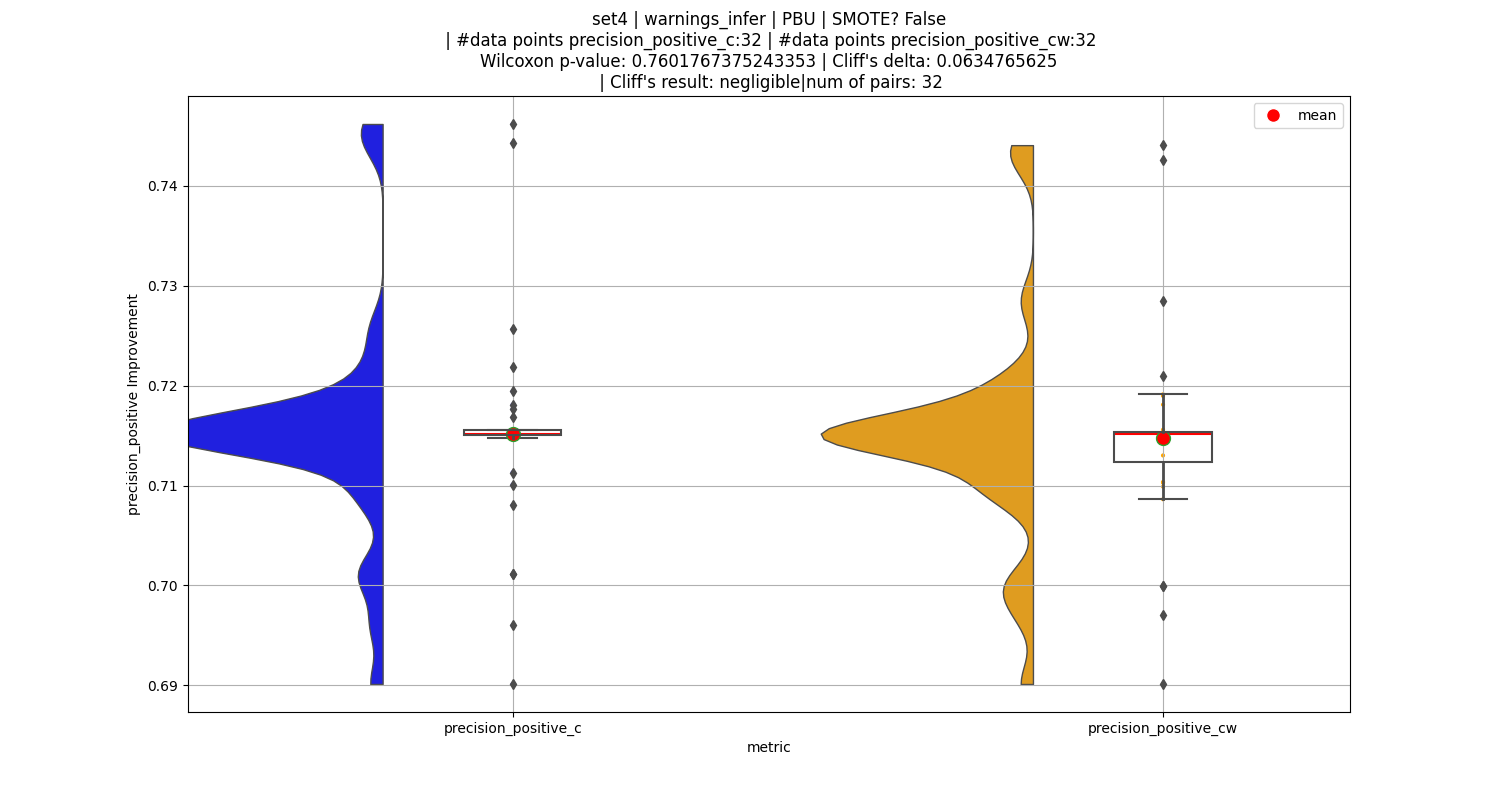 set4 | warnings_infer | PBU | SMOTE? False
| #data points precision_positive_c:32 | #data points precision_positive_cw:32
Wilcoxon p-value: 0.7601767375243353 | Cliff's delta: 0.0634765625
| Cliff's result: negligible|num of pairs: 32
mean
0.74
0.73
0.72
0.71
0.70
0.69
precision_positive Improvement
precision_positive_c
precision_positive_cw
metric